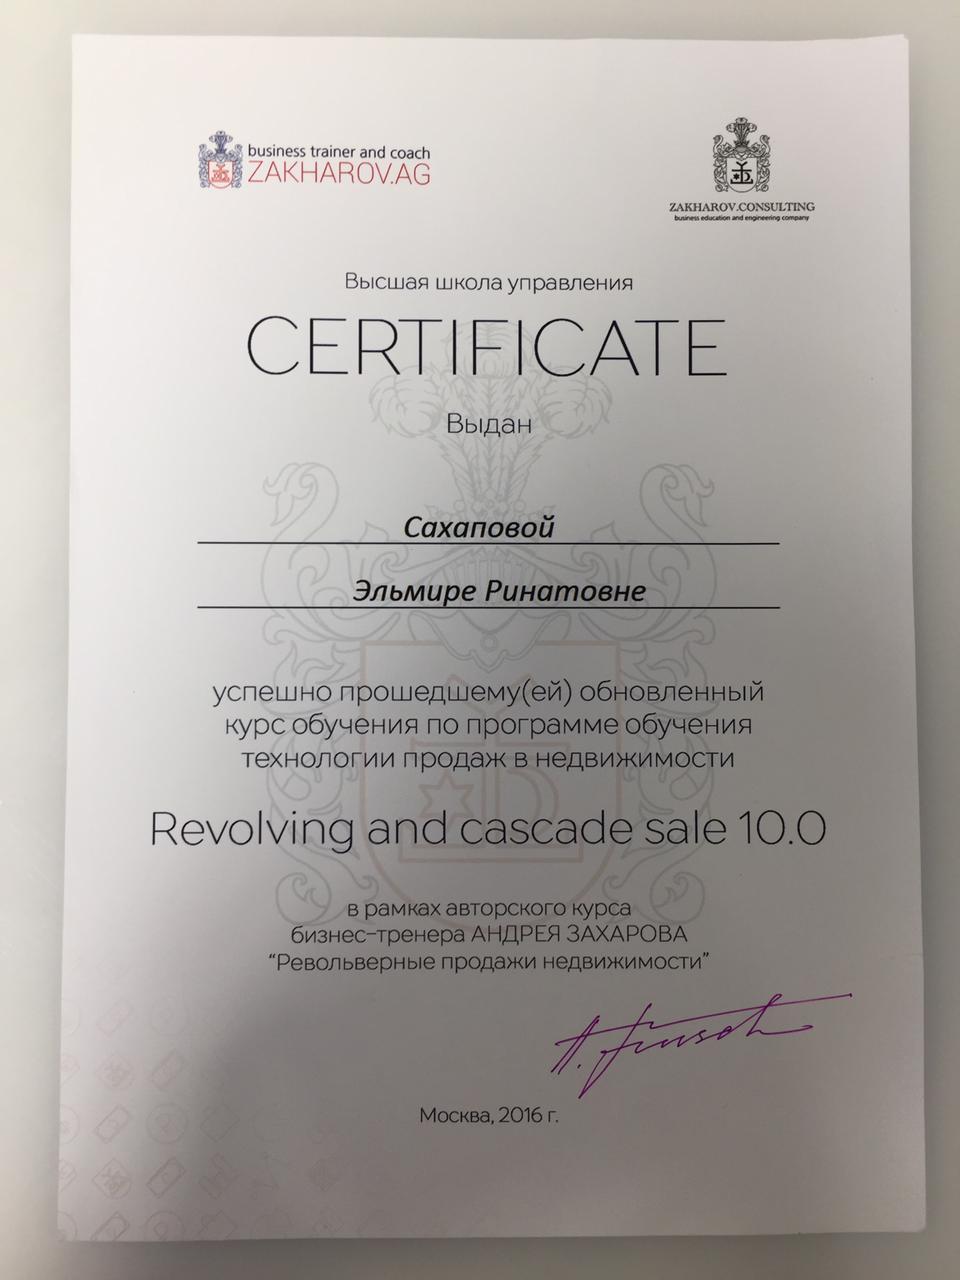 business trainer and coach
ZAKHAROV.AG
ZAKHAROV.CONSULTING
business education and engineering company
Высшая школа управления
CERTIFICATE
Выдан
Сахаповой
Эльмире Ринатовне
успешно прошедшему(ей) обновленный
курс обучения по программе обучения
технологии продаж в недвижимости
Revolving and cascade sale 10.0
в рамках авторского курса
бизнес-тренера АНДРЕЯ ЗАХАРОВА
“Револьверные продажи недвижимости”
Москва, 2016 г.